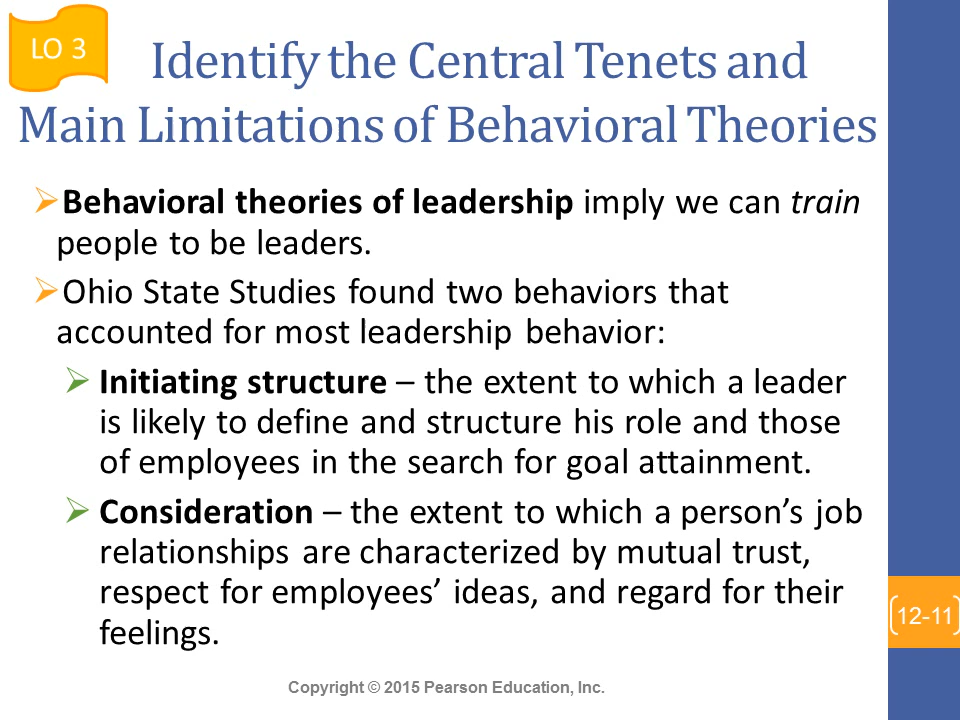 LO 3
Identify the Central Tenets and
Main Limitations of Behavioral Theories
Behavioral theories of leadership imply we can train
people to be leaders.
Ohio State Studies found two behaviors that
accounted for most leadership behavior:
Initiating structure – the extent to which a leader
is likely to define and structure his role and those
of employees in the search for goal attainment.
Consideration – the extent to which a person’s job
relationships are characterized by mutual trust,
respect for employees’ ideas, and regard for their
feelings.
12-11
Copyright © 2015 Pearson Education, Inc.